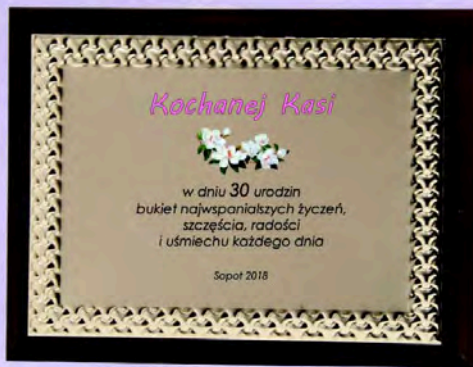 Kochanej Kasi
w dniu 30 urodzin
bukiet najwspanialszych życzeń,
szczęścia, radości
i uśmiechu każdego dnia
Sopot 2018